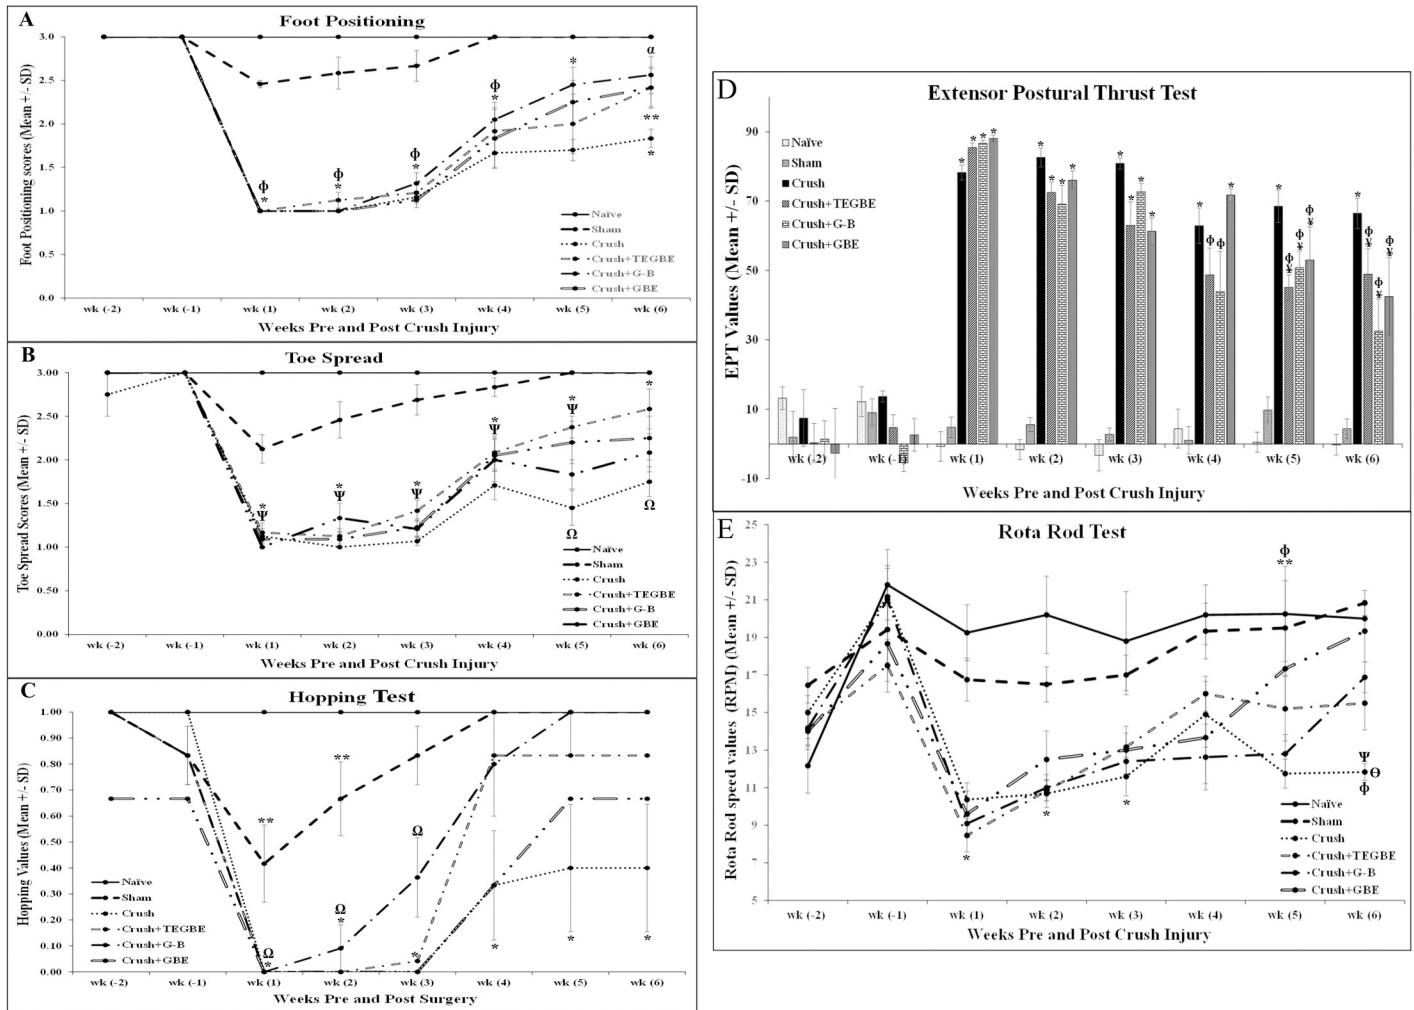 A
Foot Positioning
Foot Positioning scores (Mean +/- SD)
3.0
2.5
2.0
1.5
1.0
0.5
0.0
ϕ
*
ϕ
*
ϕ
*
ϕ
*
*
α
**
*
Naïve
Sham
Crush
Crush+TEGBE
Crush+G-B
Crush+GBE
wk (-2) wk (-1) wk (1) wk (2) wk (3) wk (4) wk (5) wk (6)
Weeks Pre and Post Crush Injury
B
Toe Spread
Toe Spread Scores (Mean +/- SD)
3.00
2.50
2.00
1.50
1.00
0.50
0.00
*
Ψ
*
Ψ
*
Ψ
*
Ψ
*
Ψ
Ω
*
Ω
Naïve
Sham
Crush
Crush+TEGBE
Crush+G-B
Crush+GBE
wk (-2) wk (-1) wk (1) wk (2) wk (3) wk (4) wk (5) wk (6)
Weeks Pre and Post Crush Injury
C
Hopping Test
Hopping Values (Mean +/- SD)
1.00
0.90
0.80
0.70
0.60
0.50
0.40
0.30
0.20
0.10
0.00
**
Ω
*
**
Ω
*
Ω
*
*
*
*
Naïve
Sham
Crush
Crush+TEGBE
Crush+G-B
Crush+GBE
wk (-2) wk (-1) wk (1) wk (2) wk (3) wk (4) wk (5) wk (6)
Weeks Pre and Post Surgery
D
Extensor Postural Thrust Test
EPT Values (Mean +/- SD)
90
70
50
30
10
-10
Naïve
Sham
Crush
Crush+TEGBE
Crush+G-B
Crush+GBE
* * * *
* * * *
* * * *
* ϕ ϕ *
* ϕ ϕ ϕ
¥ ¥ ¥
* ϕ ϕ ϕ
¥ ¥ ¥
wk (-2) wk (-1) wk (1) wk (2) wk (3) wk (4) wk (5) wk (6)
Weeks Pre and Post Crush Injury
E
Rota Rod Test
Rota Rod speed values (RPM) (Mean +/- SD)
25
23
21
19
17
15
13
11
9
5
*
*
*
ϕ
**
Ψ
Θ
ϕ
Naïve
Sham
Crush
Crush+TEGBE
Crush+G-B
Crush+GBE
wk (-2) wk (-1) wk (1) wk (2) wk (3) wk (4) wk (5) wk (6)
Weeks Pre and Post Crush Injury